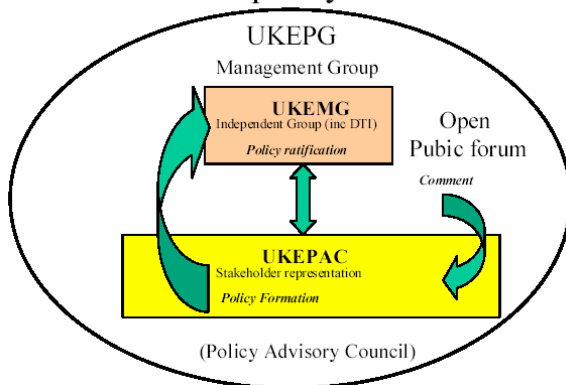 UKEPG
Management Group
UKEMG
Independent Group (inc DTI)
Policy ratification
Open
Pubic forum
Comment
UKEPAC
Stakeholder representation
Policy Formation
(Policy Advisory Council)